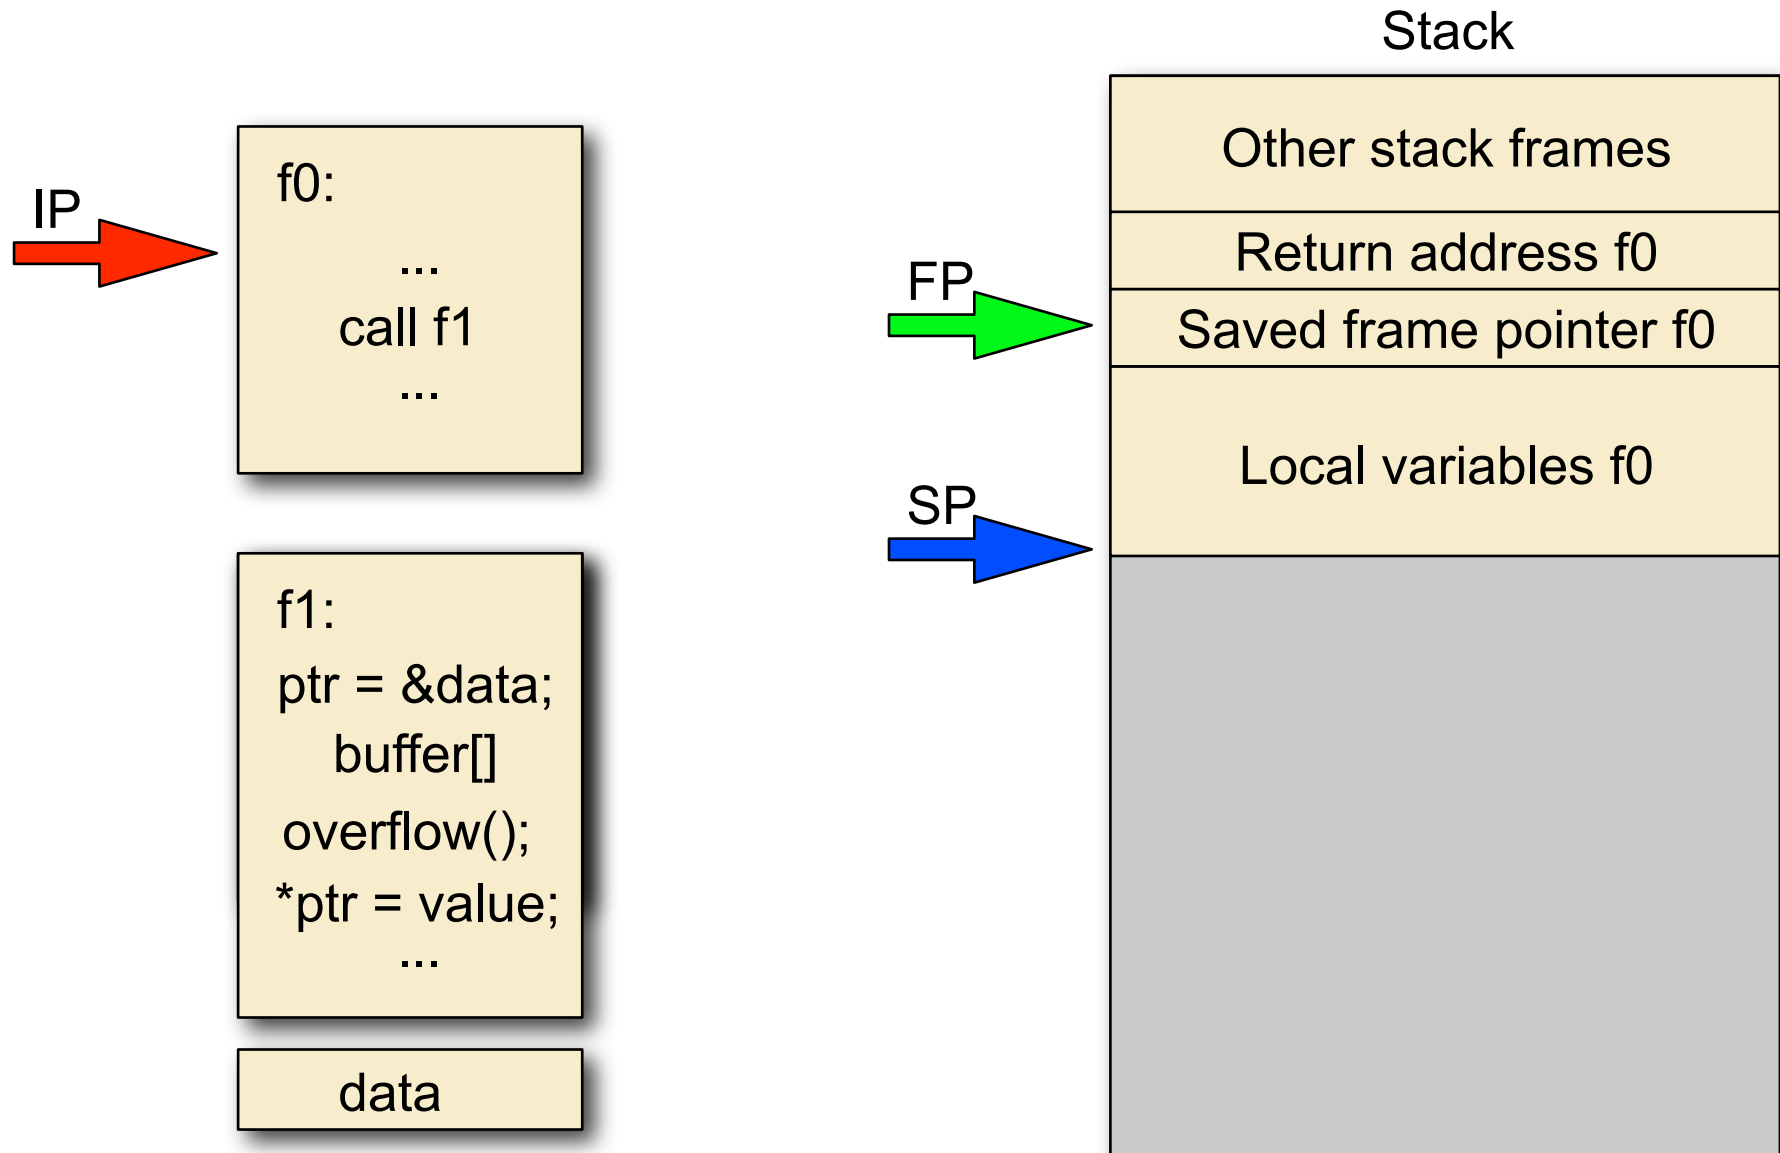 IP
f0:
...
call f1
...
f1:
ptr = &data;
buffer[]
overflow();
*ptr = value;
...
data
FP
SP
Stack
Other stack frames
Return address f0
Saved frame pointer f0
Local variables f0